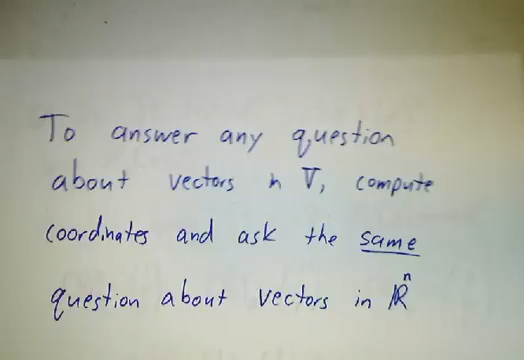 To answer any question
about vectors in V, compute
coordinates and ask the same
question about vectors in ℝⁿ